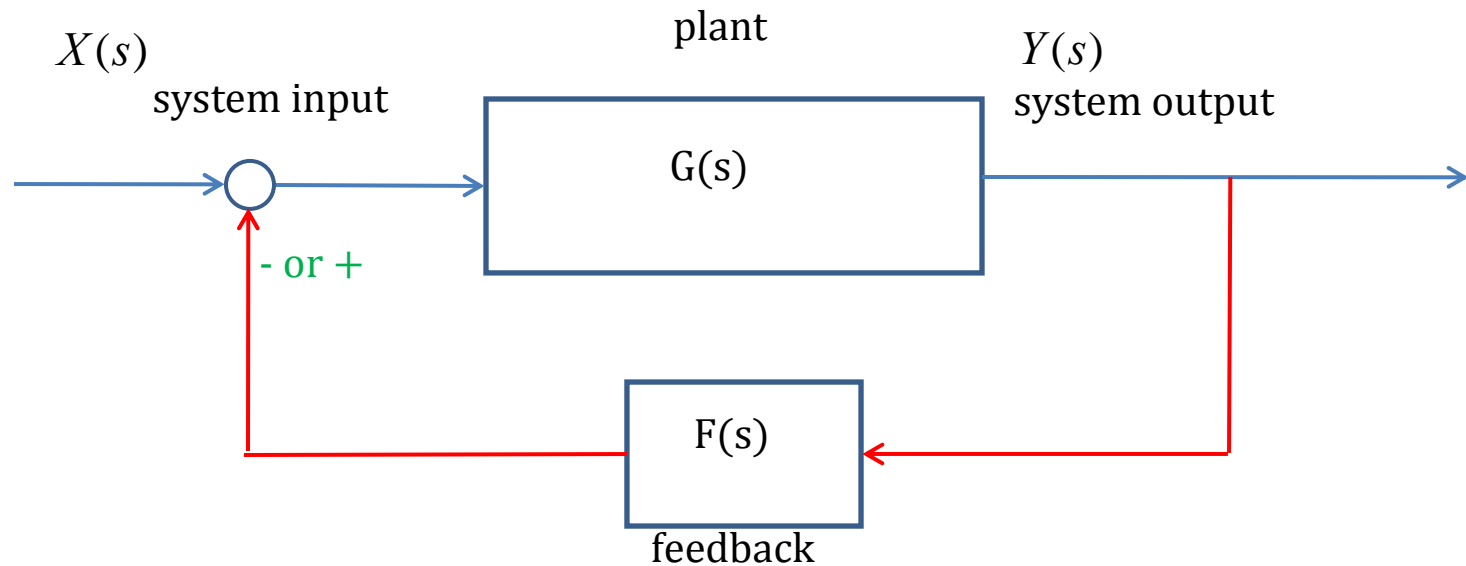 plant
X(s)
system input
Y(s)
system output
G(s)
- or +
F(s)
feedback